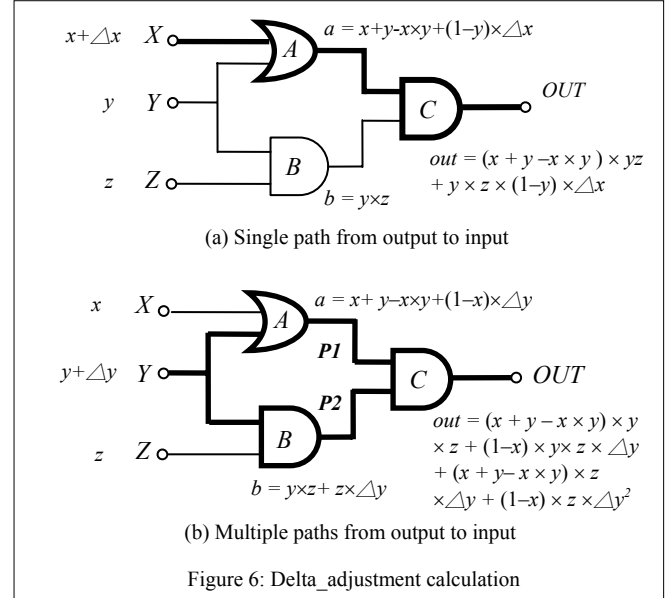 x+△x X A a = x+y-x×y+(1–y)×△x
y Y C OUT
z Z B b = y×z
out = (x + y –x × y ) × yz
+ y × z × (1–y) × △x
(a) Single path from output to input
x X A a = x+ y–x×y+(1–x)×△y
P1
y+△y Y C OUT
P2
z Z B
b = y×z+ z×△y
out = (x + y – x × y) × y
× z + (1–x) × y× z × △y
+ (x + y– x × y) × z
×△y + (1–x) × z × △y²
(b) Multiple paths from output to input
Figure 6: Delta_adjustment calculation